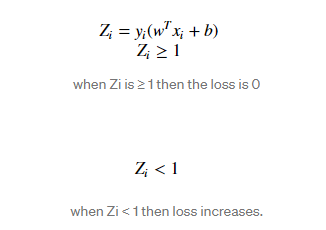 Zᵢ = yᵢ(wᵀxᵢ + b)
Zᵢ ≥ 1
when Zi is ≥ 1 then the loss is 0
Zᵢ < 1
when Zi < 1 then loss increases.